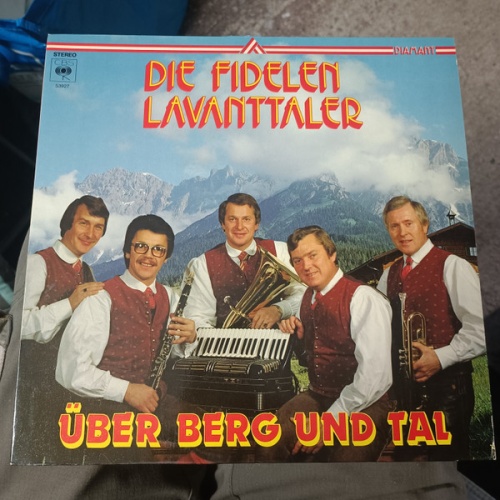 STEREO
DIAMANT
CBS
DIE FIDELEN
LAVANTTALER
ÜBER BERG UND TAL